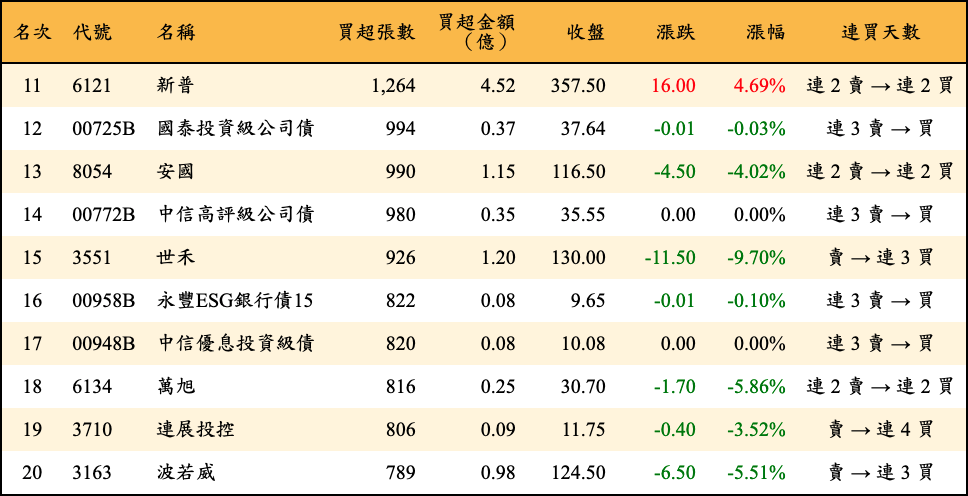 名次 代號 名稱 買超張數 買超金額（億） 收盤 漲跌 漲幅 連買天數
11 6121 新普 1,264 4.52 357.50 16.00 4.69% 連 2 賣 → 連 2 買
12 00725B 國泰投資級公司債 994 0.37 37.64 -0.01 -0.03% 連 3 賣 → 買
13 8054 安國 990 1.15 116.50 -4.50 -4.02% 連 2 賣 → 連 2 買
14 00772B 中信高評級公司債 980 0.35 35.55 0.00 0.00% 連 3 賣 → 買
15 3551 世禾 926 1.20 130.00 -11.50 -9.70% 賣 → 連 3 買
16 00958B 永豐ESG銀行債15 822 0.08 9.65 -0.01 -0.10% 連 3 賣 → 買
17 00948B 中信優息投資級債 820 0.08 10.08 0.00 0.00% 連 3 賣 → 買
18 6134 萬旭 816 0.25 30.70 -1.70 -5.86% 連 2 賣 → 連 2 買
19 3710 連展投控 806 0.09 11.75 -0.40 -3.52% 賣 → 連 4 買
20 3163 波若威 789 0.98 124.50 -6.50 -5.51% 賣 → 連 3 買